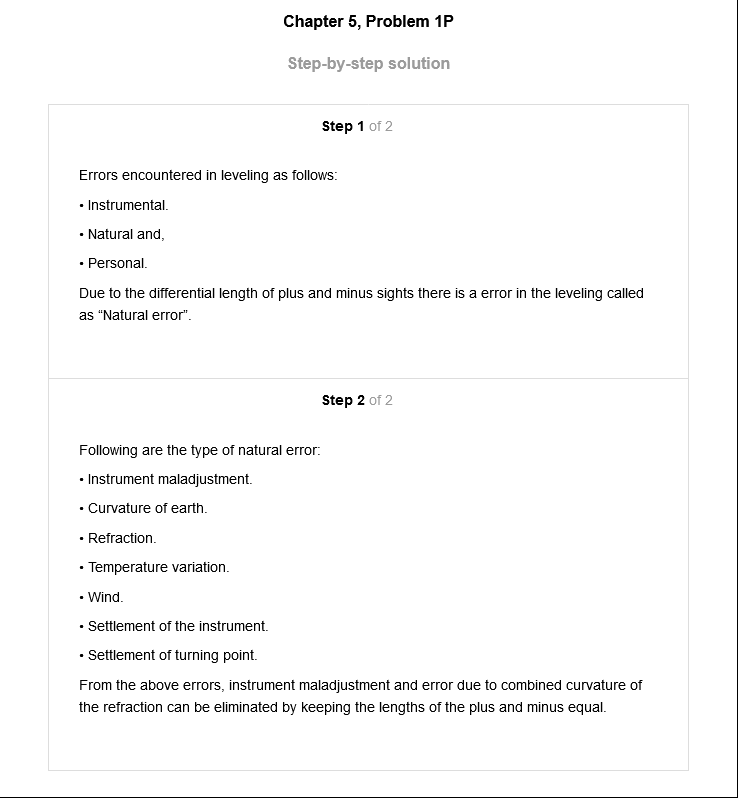 Chapter 5, Problem 1P
Step-by-step solution
Step 1 of 2
Errors encountered in leveling as follows:
• Instrumental.
• Natural and,
• Personal.
Due to the differential length of plus and minus sights there is a error in the leveling called
as “Natural error”.
Step 2 of 2
Following are the type of natural error:
• Instrument maladjustment.
• Curvature of earth.
• Refraction.
• Temperature variation.
• Wind.
• Settlement of the instrument.
• Settlement of turning point.
From the above errors, instrument maladjustment and error due to combined curvature of
the refraction can be eliminated by keeping the lengths of the plus and minus equal.